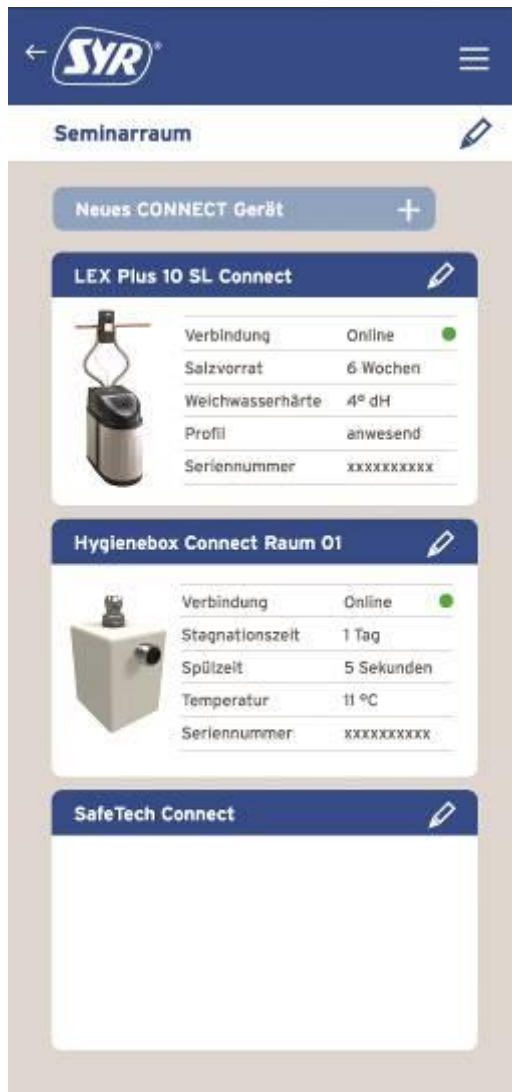 SYR®
Seminarraum
Neues CONNECT Gerät
LEX Plus 10 SL Connect
Verbindung Online
Salzvorrat 6 Wochen
Weichwasserhärte 4° dH
Profil anwesend
Seriennummer xxxxxxxxxx
Hygienebox Connect Raum 01
Verbindung Online
Stagnationszeit 1 Tag
Spülzeit 5 Sekunden
Temperatur 11 °C
Seriennummer xxxxxxxxxx
SafeTech Connect